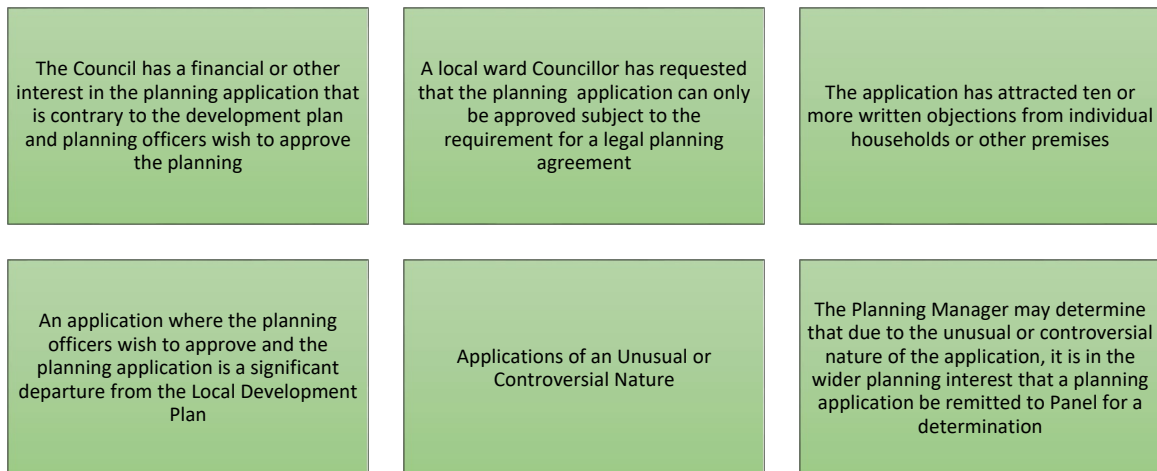 The Council has a financial or other
interest in the planning application that
is contrary to the development plan
and planning officers wish to approve
the planning
A local ward Councillor has requested
that the planning application can only
be approved subject to the
requirement for a legal planning
agreement
The application has attracted ten or
more written objections from individual
households or other premises
An application where the planning
officers wish to approve and the
planning application is a significant
departure from the Local Development
Plan
Applications of an Unusual or
Controversial Nature
The Planning Manager may determine
that due to the unusual or controversial
nature of the application, it is in the
wider planning interest that a planning
application be remitted to Panel for a
determination